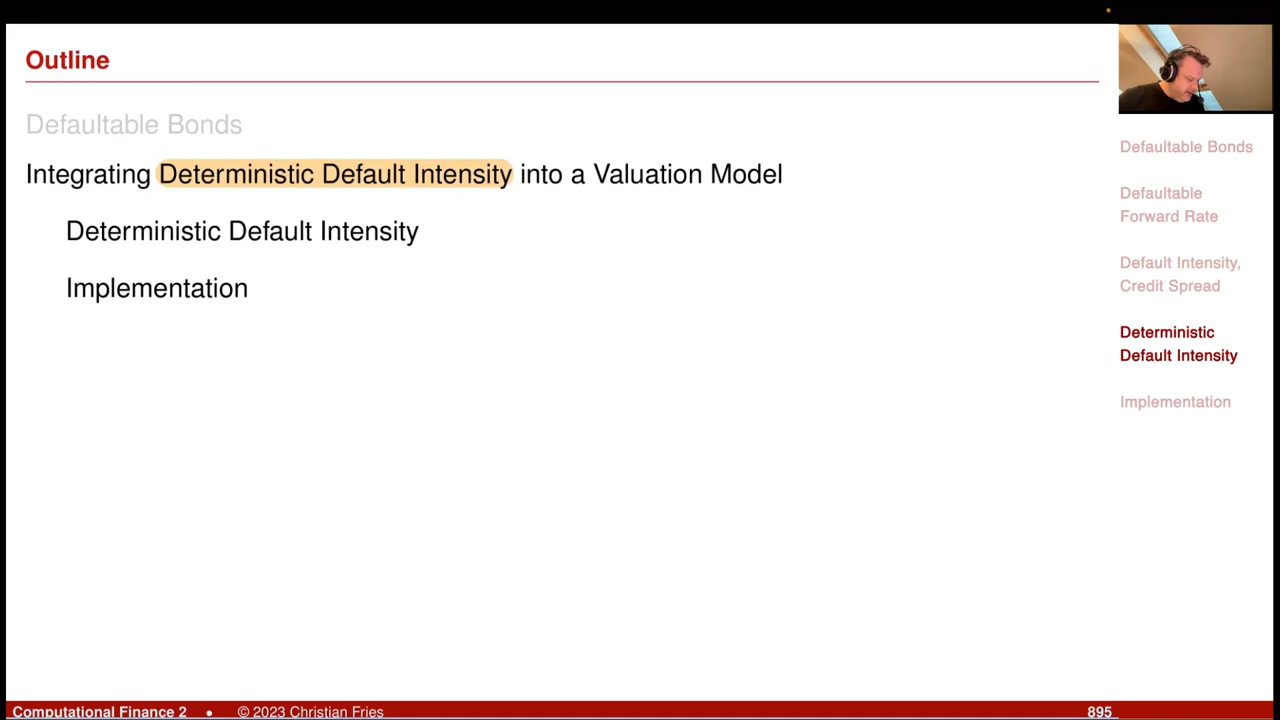 Outline
Defaultable Bonds
Integrating Deterministic Default Intensity into a Valuation Model
Deterministic Default Intensity
Implementation
Defaultable Bonds
Defaultable
Forward Rate
Default Intensity,
Credit Spread
Deterministic
Default Intensity
Implementation
Computational Finance 2 • © 2023 Christian Fries 895